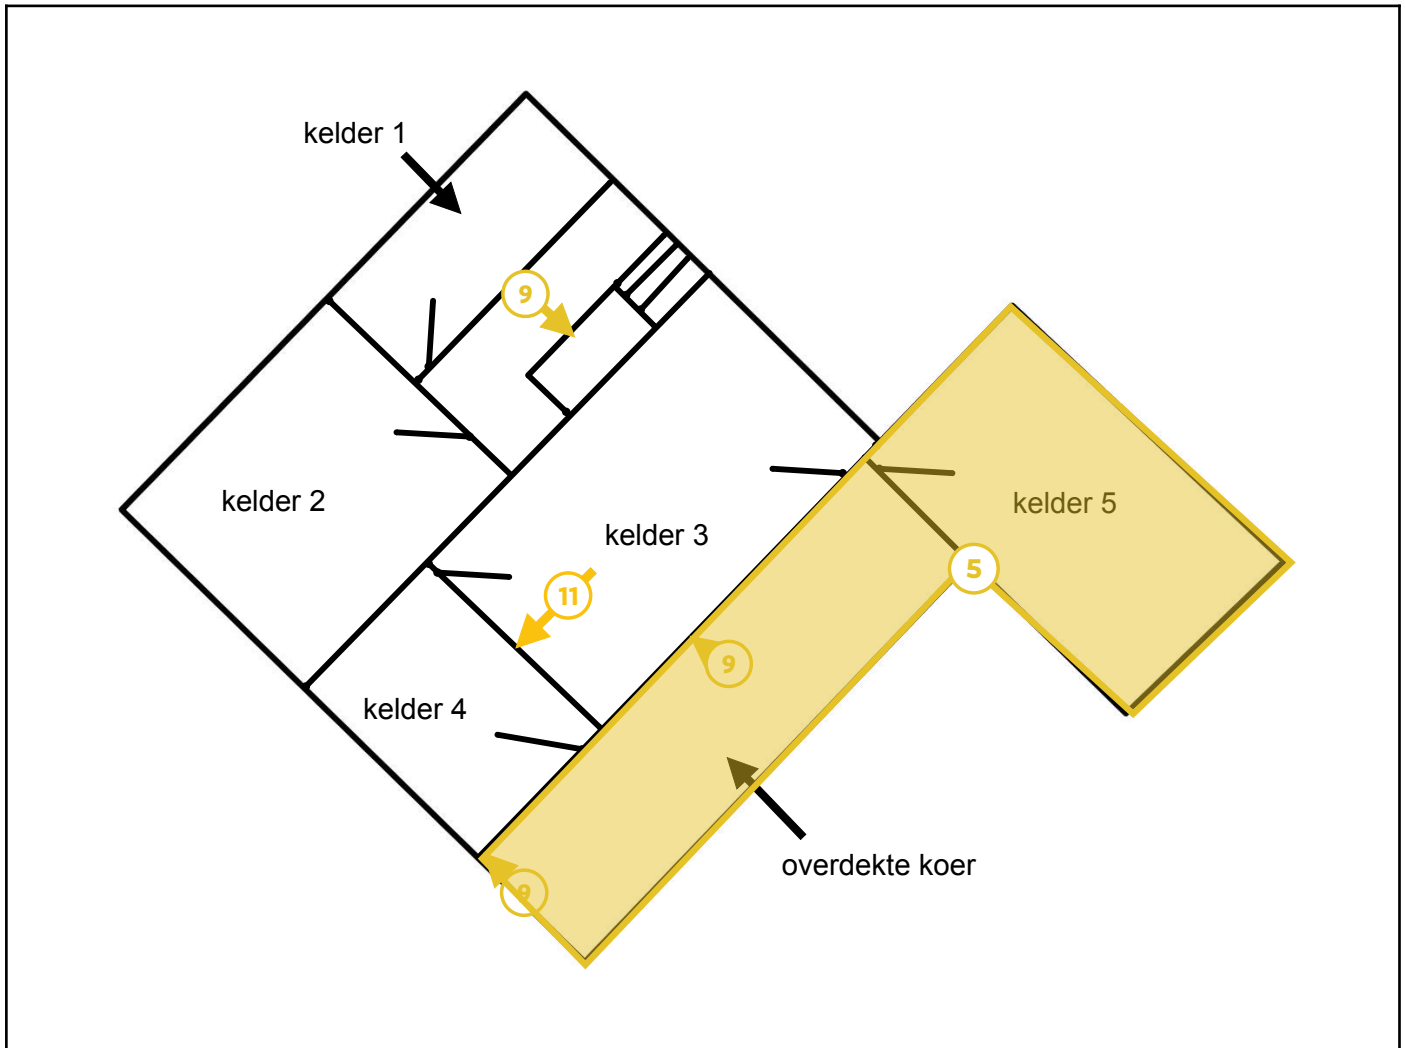 kelder 1
9
kelder 2
kelder 5
kelder 3
5
11
9
kelder 4
overdekte koer
9